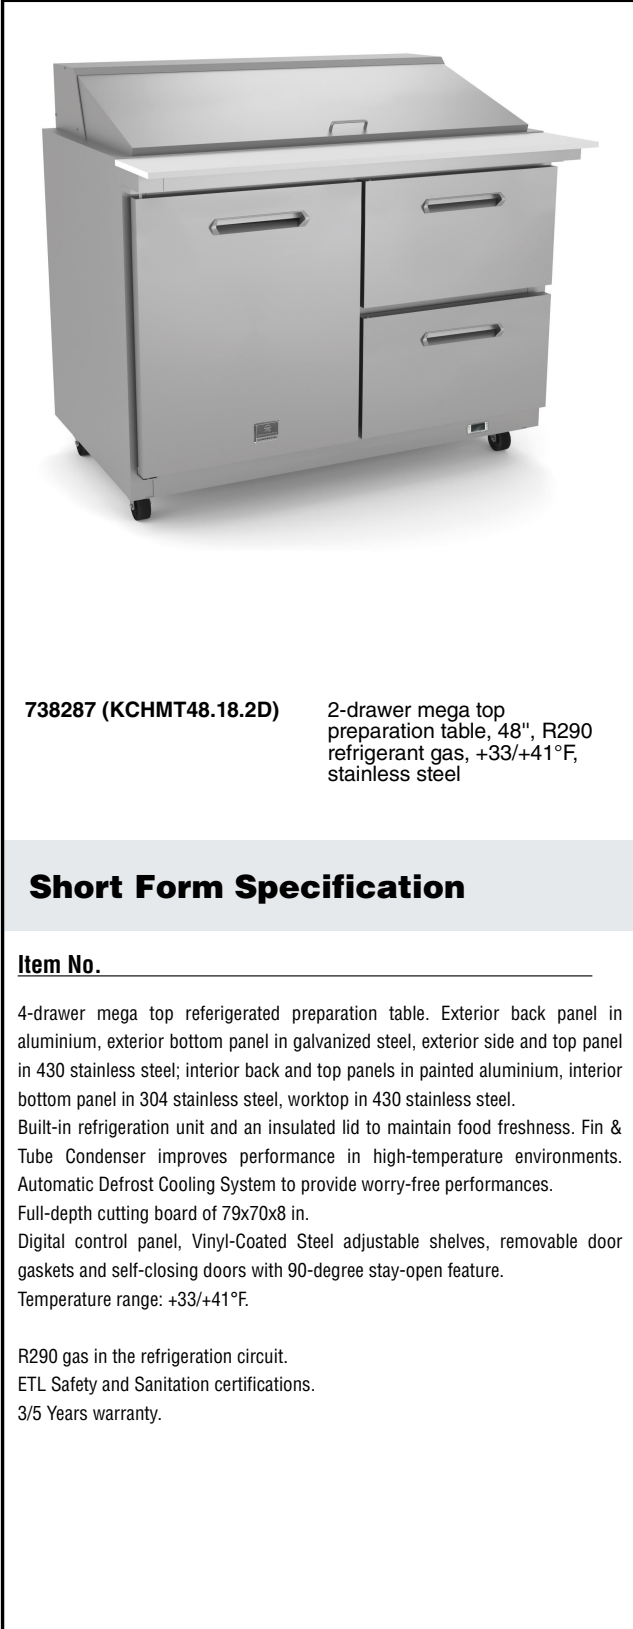 738287 (KCHMT48.18.2D)
2-drawer mega top
preparation table, 48", R290
refrigerant gas, +33/+41°F,
stainless steel
Short Form Specification
Item No.
4-drawer mega top referigerated preparation table. Exterior back panel in
aluminium, exterior bottom panel in galvanized steel, exterior side and top panel
in 430 stainless steel; interior back and top panels in painted aluminium, interior
bottom panel in 304 stainless steel, worktop in 430 stainless steel.
Built-in refrigeration unit and an insulated lid to maintain food freshness. Fin &
Tube Condenser improves performance in high-temperature environments.
Automatic Defrost Cooling System to provide worry-free performances.
Full-depth cutting board of 79x70x8 in.
Digital control panel, Vinyl-Coated Steel adjustable shelves, removable door
gaskets and self-closing doors with 90-degree stay-open feature.
Temperature range: +33/+41°F.
R290 gas in the refrigeration circuit.
ETL Safety and Sanitation certifications.
3/5 Years warranty.